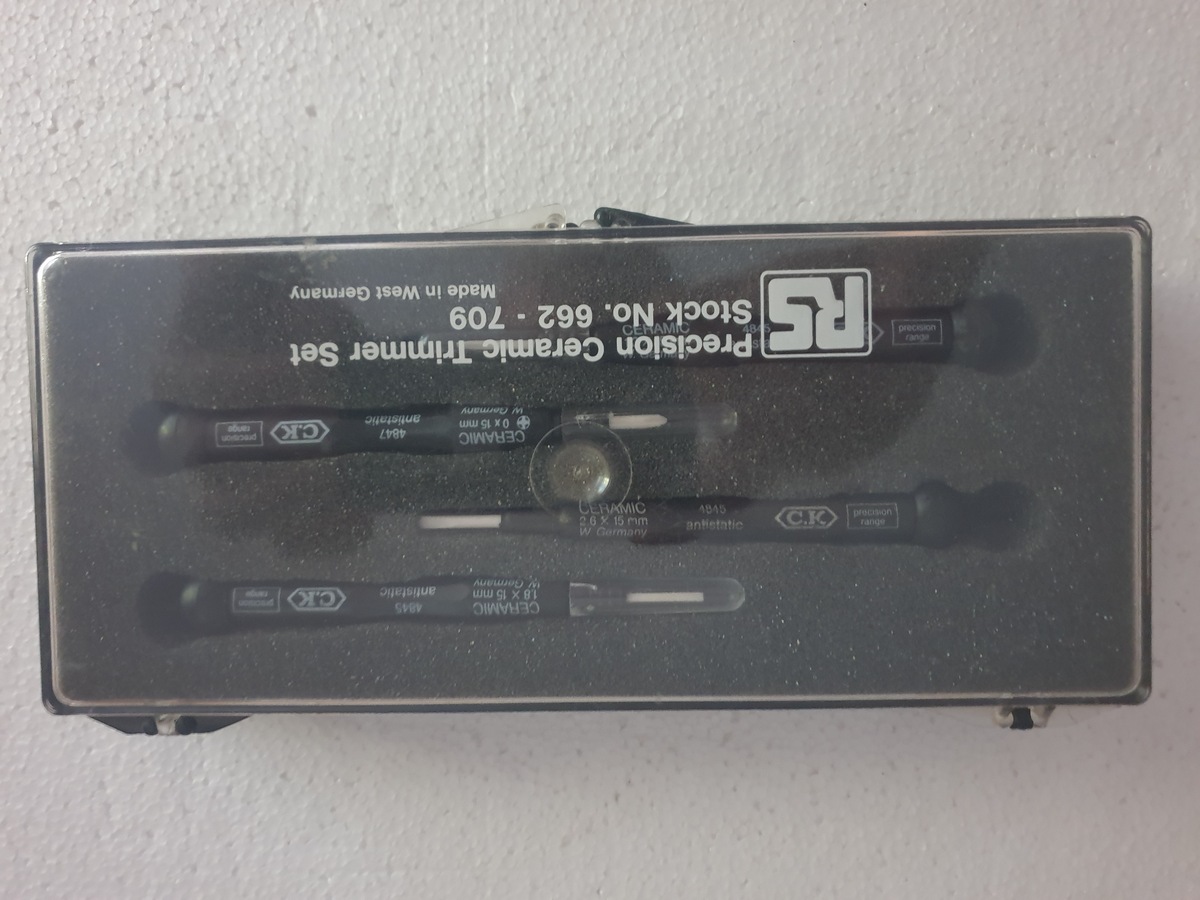 RS
Precision Ceramic Trimmer Set
Stock No. 662 - 709
Made in West Germany
CERAMIC
4845
precision
range
CERAMIC
0 x 15 mm
W. Germany
4847
antistatic
C.K
precision
range
CERAMIC
2.6 X 15 mm
W. Germany
4845
antistatic
C.K
precision
range
CERAMIC
1.8 X 15 mm
W. Germany
4845
antistatic
C.K
precision
range